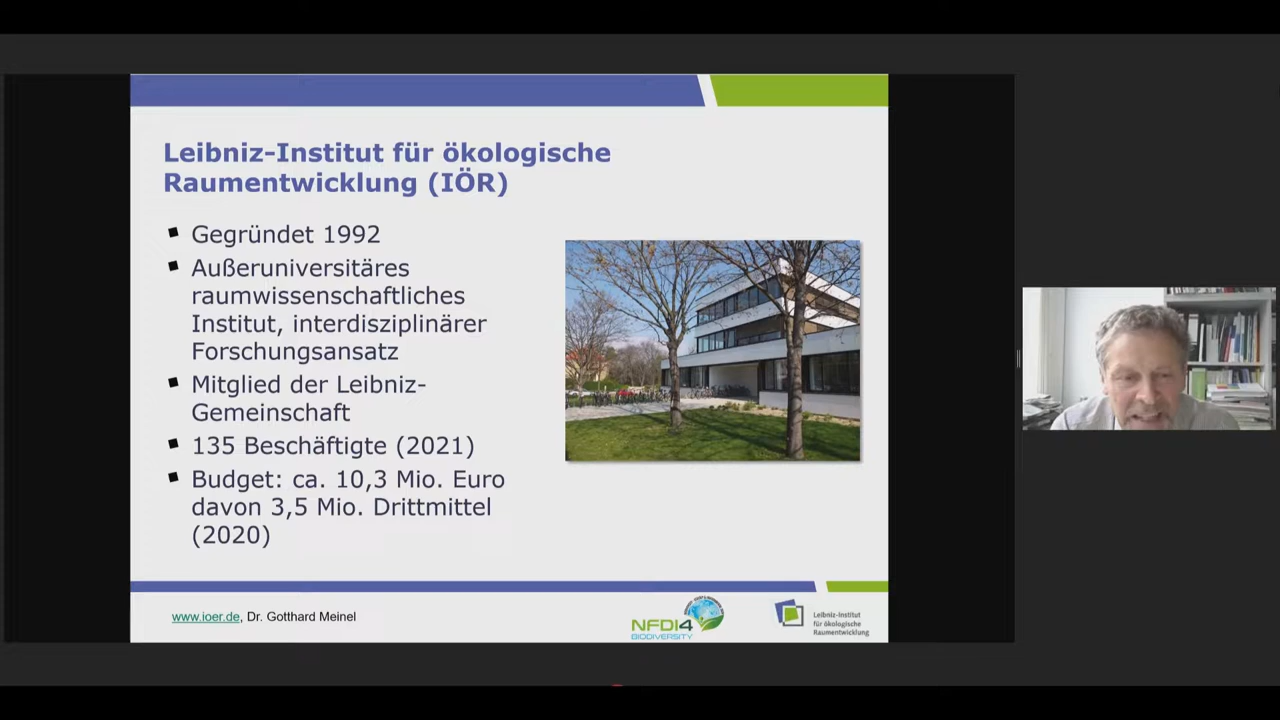 Leibniz-Institut für ökologische
Raumentwicklung (IÖR)
Gegründet 1992
Außeruniversitäres
raumwissenschaftliches
Institut, interdisziplinärer
Forschungsansatz
Mitglied der Leibniz-
Gemeinschaft
135 Beschäftigte (2021)
Budget: ca. 10,3 Mio. Euro
davon 3,5 Mio. Drittmittel
(2020)
www.ioer.de, Dr. Gotthard Meinel
NFDI4
BIODIVERSITY
Leibniz-Institut
für ökologische
Raumentwicklung